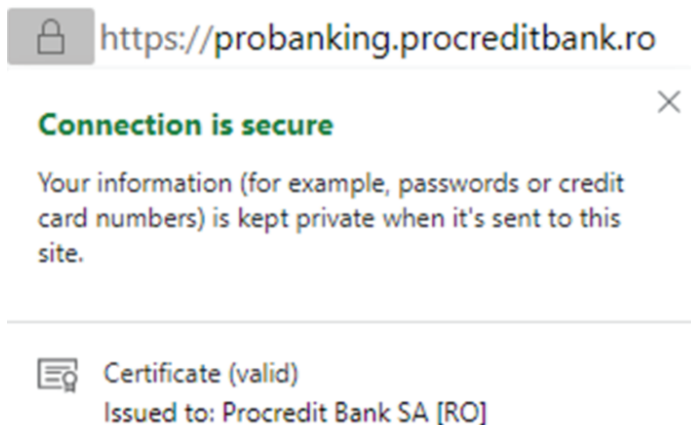 https://probanking.procreditbank.ro
Connection is secure
Your information (for example, passwords or credit
card numbers) is kept private when it's sent to this
site.
Certificate (valid)
Issued to: Procredit Bank SA [RO]